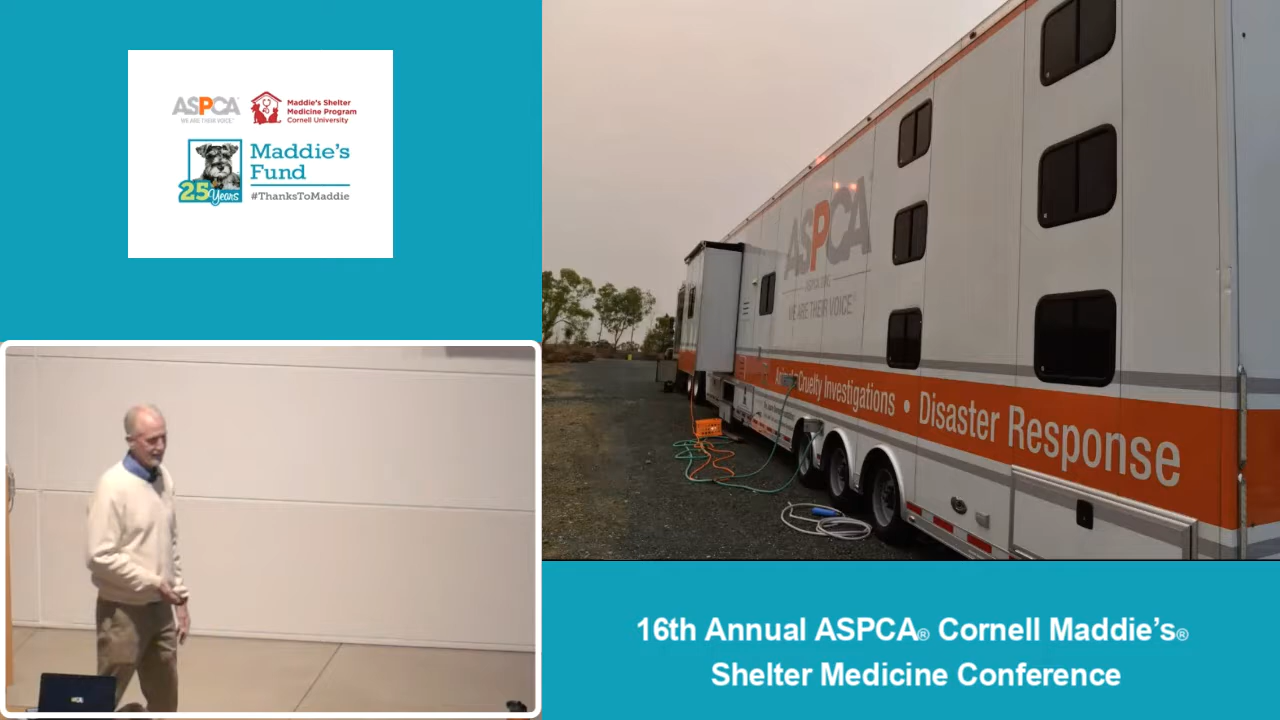 ASPCA
WE ARE THEIR VOICE
Maddie's Shelter
Medicine Program
Cornell University
Maddie's
Fund
25 Years
#ThanksToMaddie
ASPCA
WE ARE THEIR VOICE
Animal Cruelty Investigations • Disaster Response
16th Annual ASPCA® Cornell Maddie's®
Shelter Medicine Conference